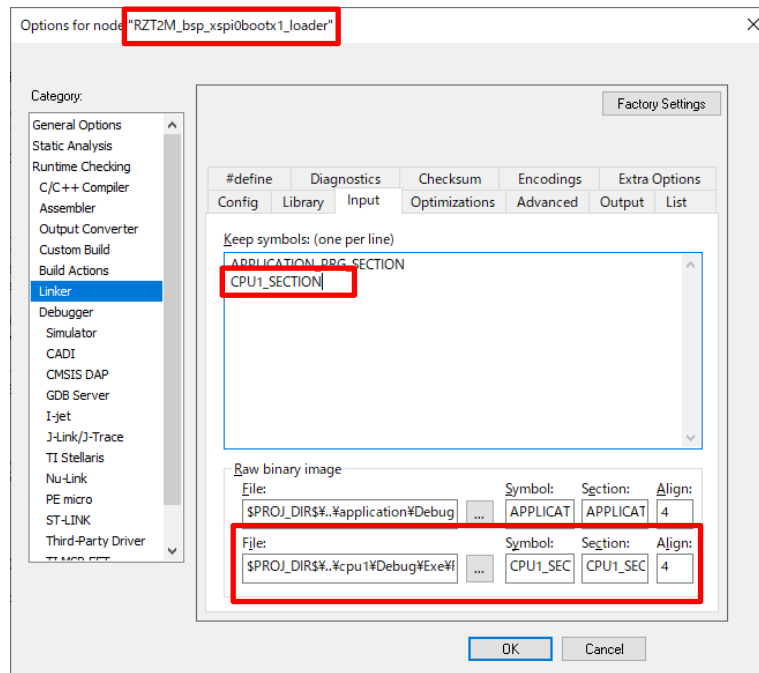 Options for node "RZT2M_bsp_xspi0bootx1_loader"
Category:
General Options
Static Analysis
Runtime Checking
C/C++ Compiler
Assembler
Output Converter
Custom Build
Build Actions
Linker
Debugger
Simulator
CADI
CMSIS DAP
GDB Server
I-jet
J-Link/J-Trace
TI Stellaris
Nu-Link
PE micro
ST-LINK
Third-Party Driver
TI MSP-FET
Factory Settings
#define Diagnostics Checksum Encodings Extra Options
Config Library Input Optimizations Advanced Output List
Keep symbols: (one per line)
APPLICATION_PRG_SECTION
CPU1_SECTION
Raw binary image
File: Symbol: Section: Align:
$PROJ_DIR$¥..¥application¥Debug ... APPLICAT APPLICAT 4
File: Symbol: Section: Align:
$PROJ_DIR$¥..¥cpu1¥Debug¥Exe¥ ... CPU1_SEC CPU1_SEC 4
OK Cancel